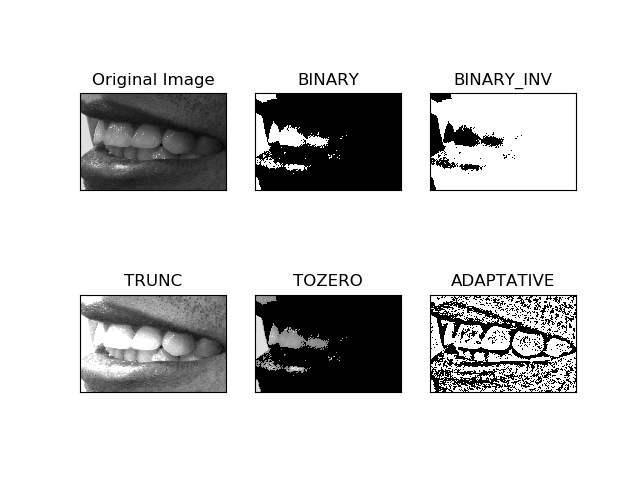 Original Image
BINARY
BINARY_INV
TRUNC
TOZERO
ADAPTATIVE